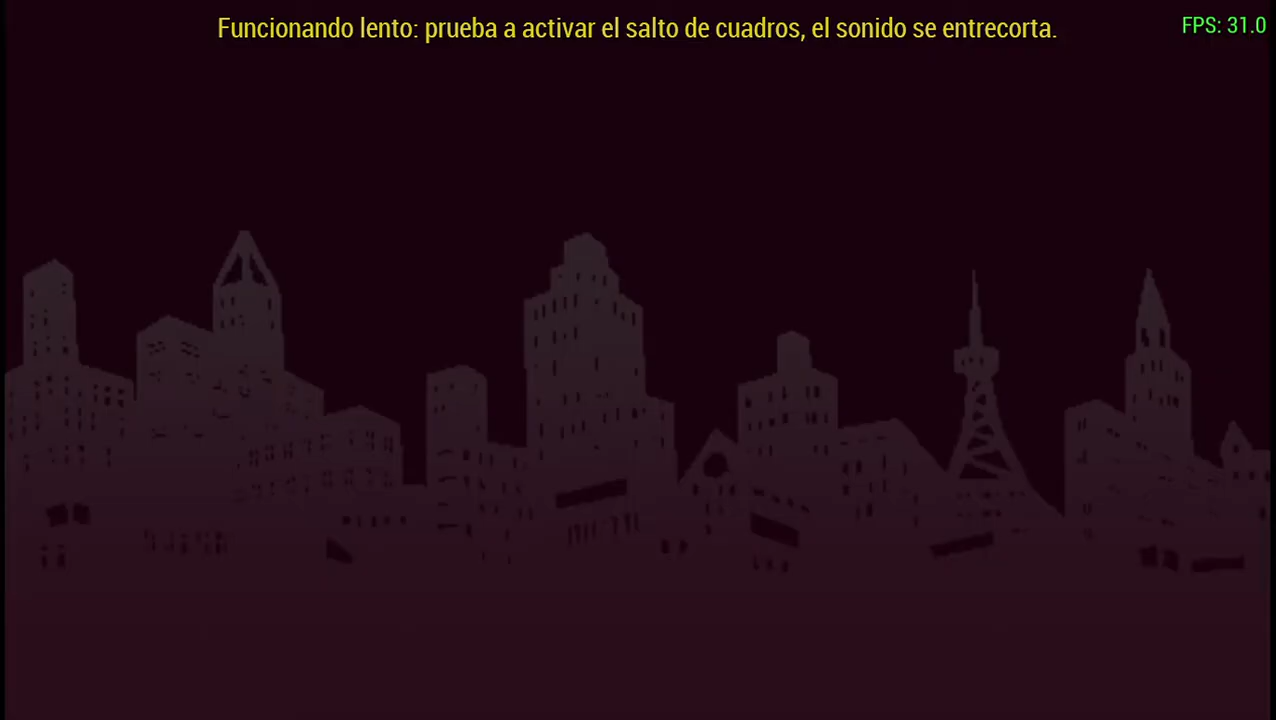 Funcionando lento: prueba a activar el salto de cuadros, el sonido se entrecorta.
FPS: 31.0